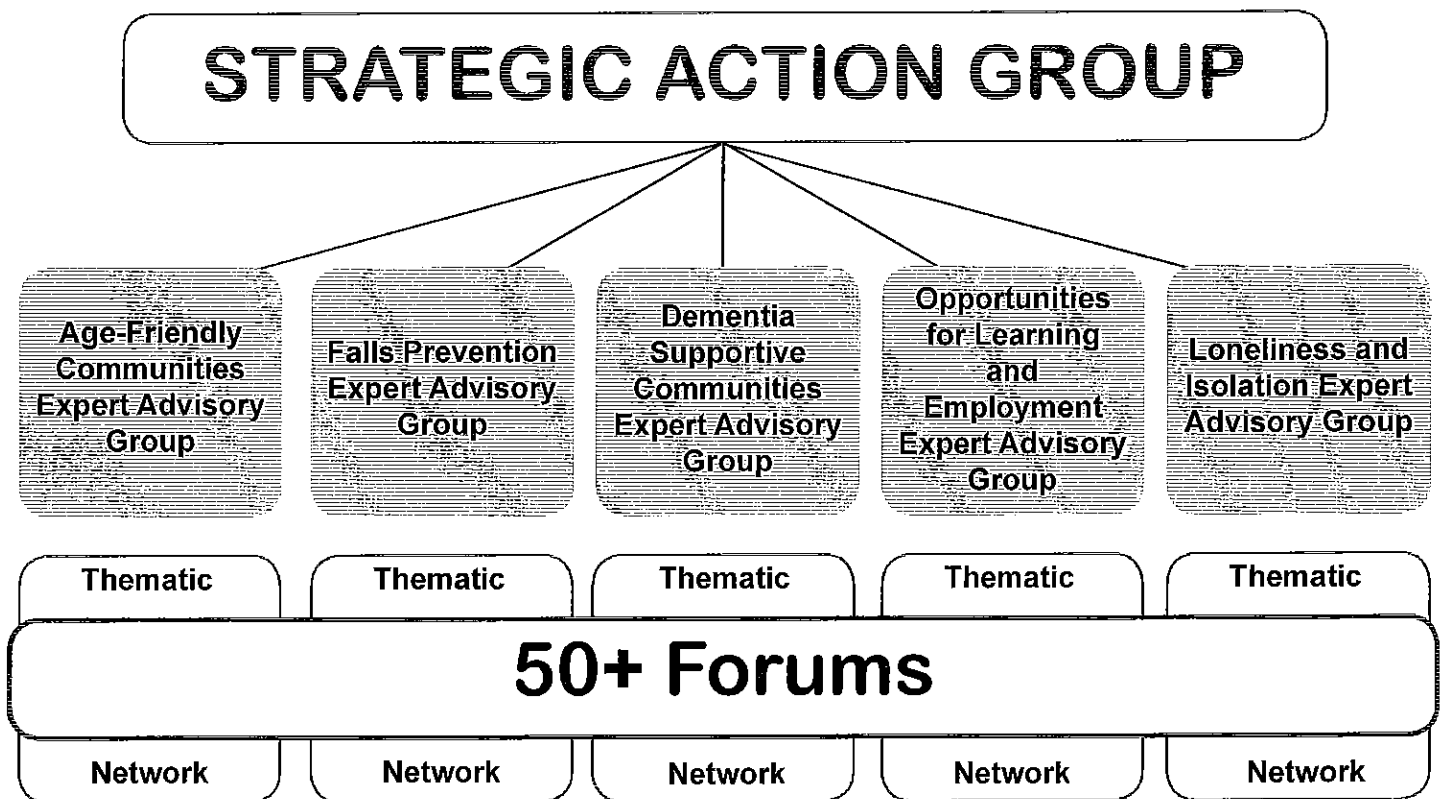 STRATEGIC ACTION GROUP
Age-Friendly
Communities
Expert Advisory
Group
Falls Prevention
Expert Advisory
Group
Dementia
Supportive
Communities
Expert Advisory
Group
Opportunities
for Learning
and
Employment
Expert Advisory
Group
Loneliness and
Isolation Expert
Advisory Group
Thematic
Thematic
Thematic
Thematic
Thematic
50+ Forums
Network
Network
Network
Network
Network